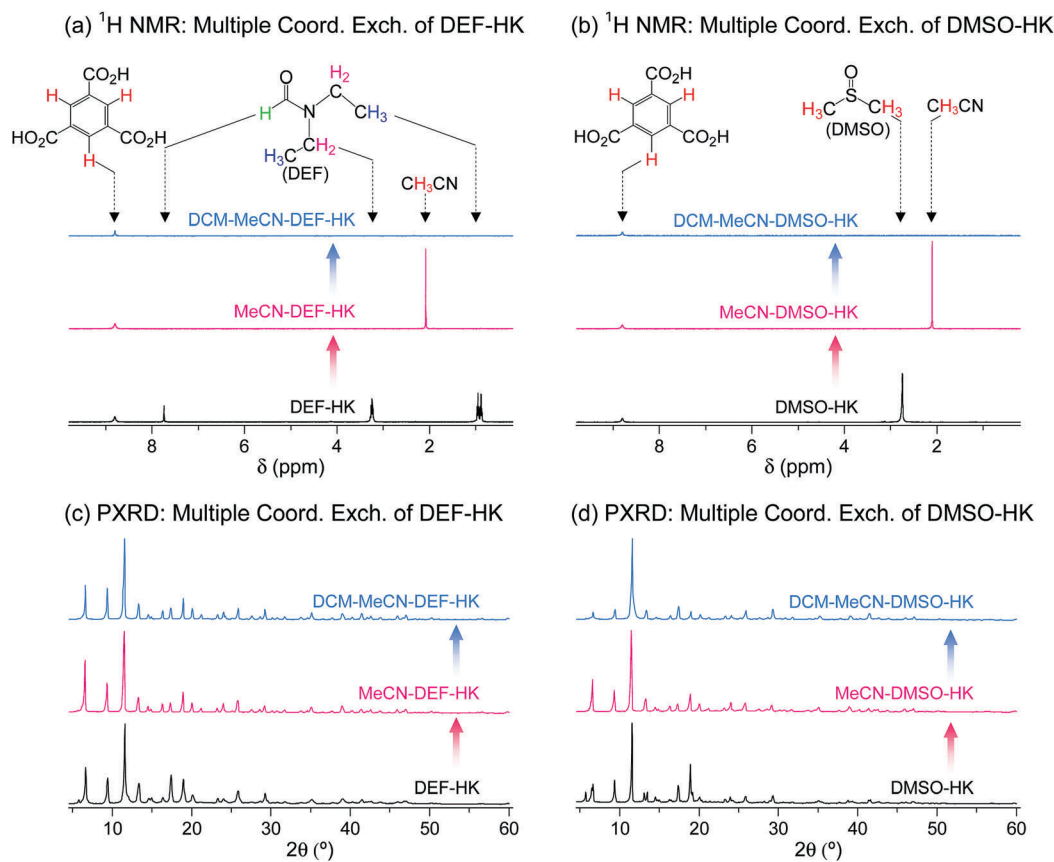 (a) ¹H NMR: Multiple Coord. Exch. of DEF-HK
CO₂H
H H
HO₂C CO₂H
H
O
H N
H₂
CH₃
H₃C CH₂
(DEF)
CH₃CN
DCM-MeCN-DEF-HK
MeCN-DEF-HK
DEF-HK
8 6 4 2
δ (ppm)
(b) ¹H NMR: Multiple Coord. Exch. of DMSO-HK
CO₂H
H H
HO₂C CO₂H
H
O
S
H₃C CH₃
(DMSO)
CH₃CN
DCM-MeCN-DMSO-HK
MeCN-DMSO-HK
DMSO-HK
8 6 4 2
δ (ppm)
(c) PXRD: Multiple Coord. Exch. of DEF-HK
DCM-MeCN-DEF-HK
MeCN-DEF-HK
DEF-HK
10 20 30 40 50 60
2θ (º)
(d) PXRD: Multiple Coord. Exch. of DMSO-HK
DCM-MeCN-DMSO-HK
MeCN-DMSO-HK
DMSO-HK
10 20 30 40 50 60
2θ (º)